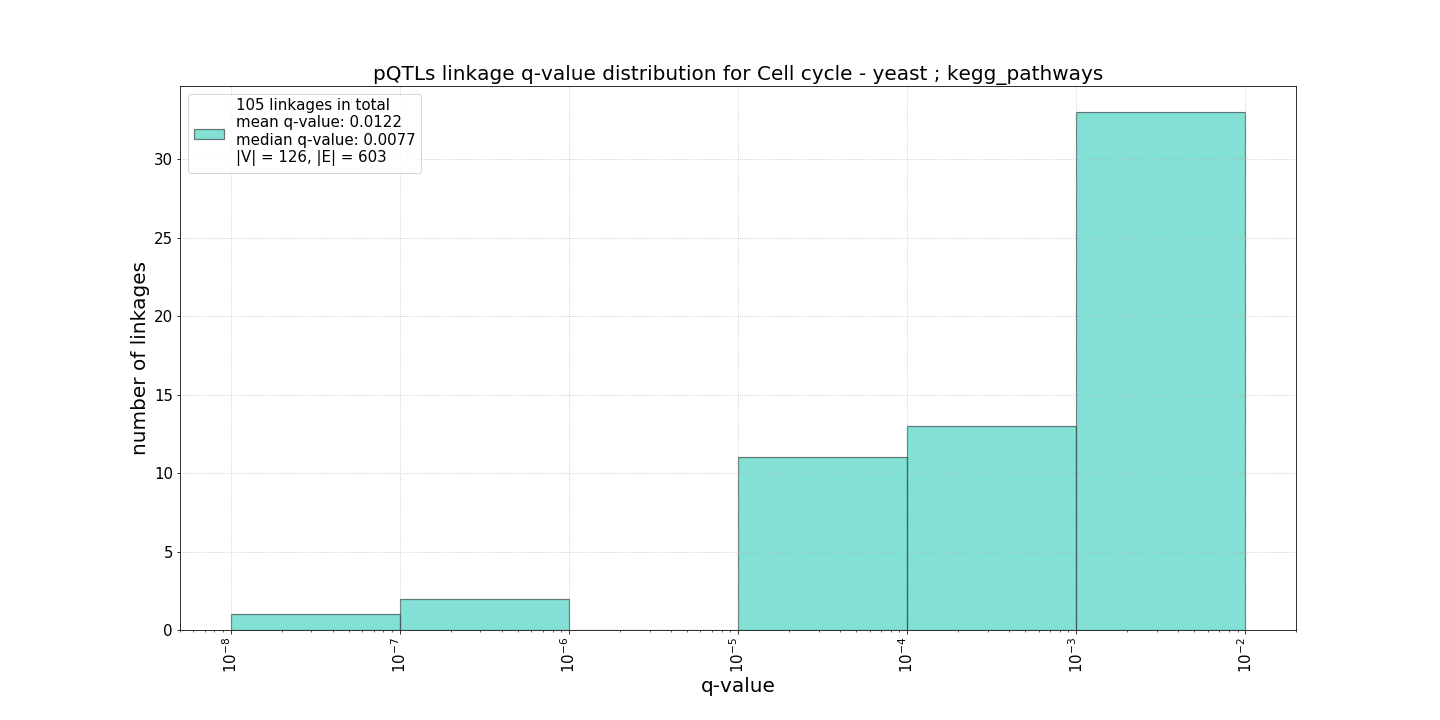 pQTLs linkage q-value distribution for Cell cycle - yeast ; kegg_pathways
105 linkages in total
mean q-value: 0.0122
median q-value: 0.0077
|V| = 126, |E| = 603
number of linkages
30
25
20
15
10
5
0
10⁻⁸
10⁻⁷
10⁻⁶
10⁻⁵
10⁻⁴
10⁻³
10⁻²
q-value